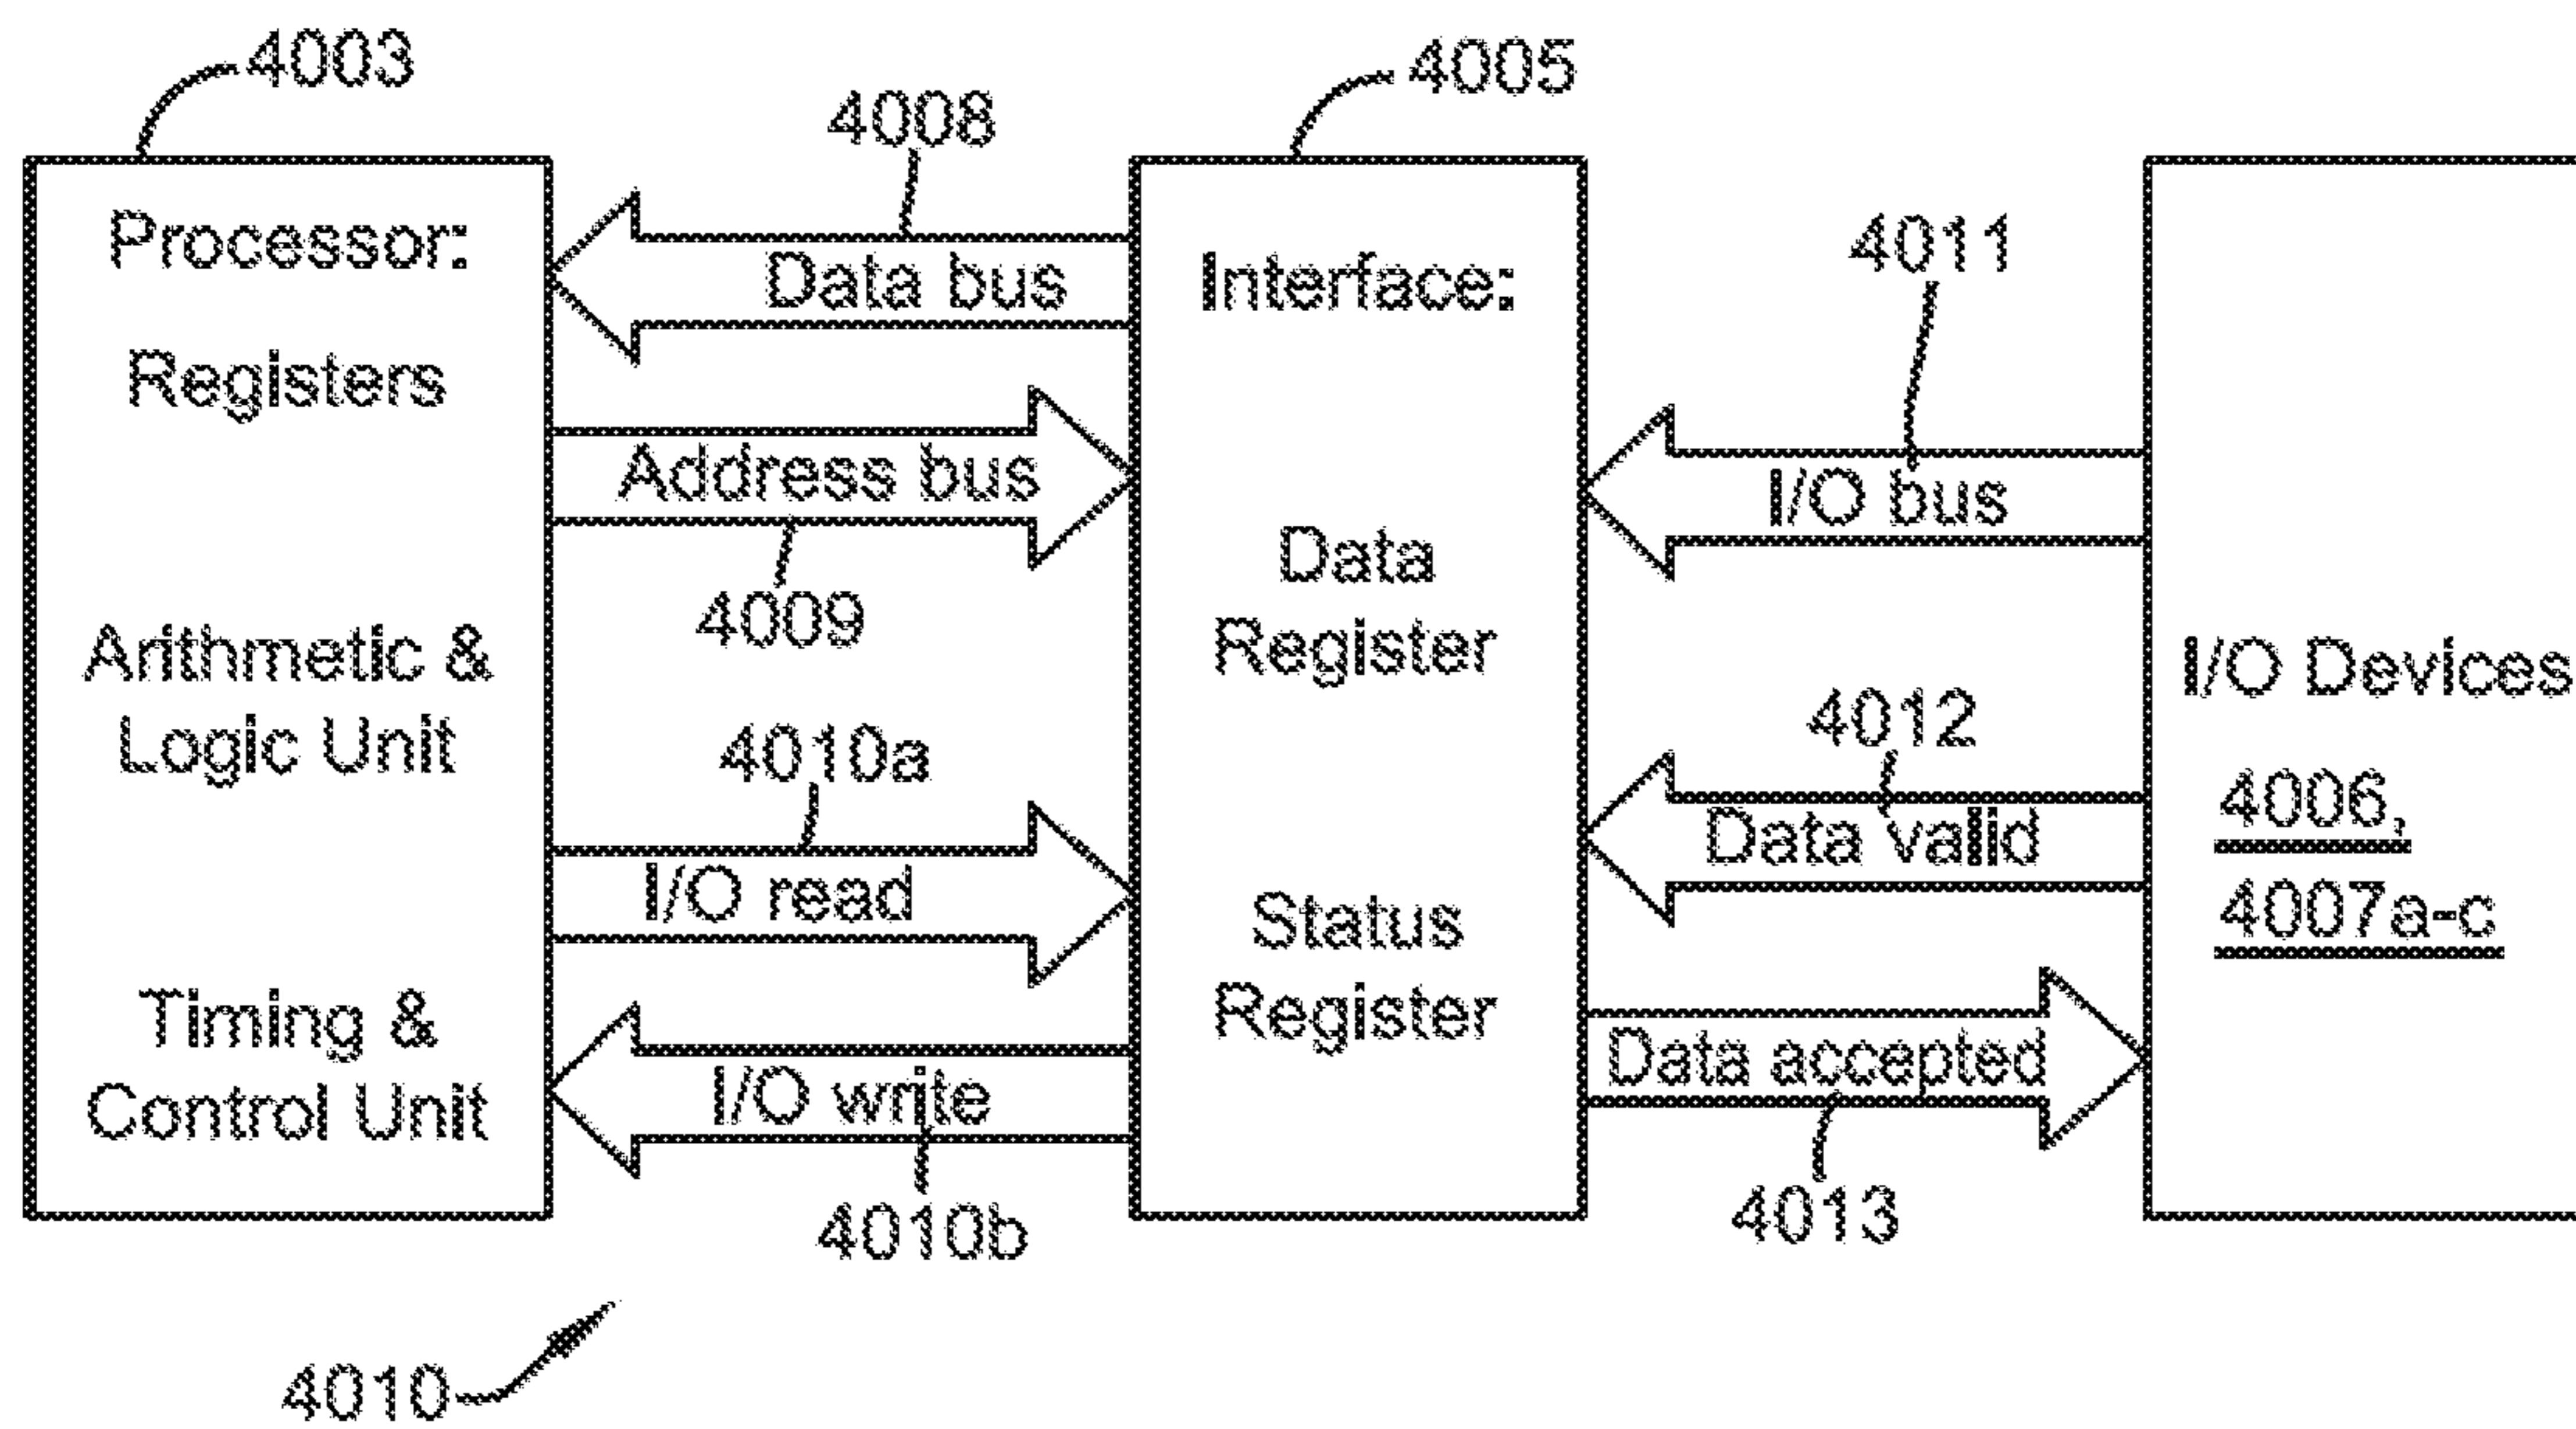 4003
4008
4005
Processor:
Registers
Arithmetic &
Logic Unit
Timing &
Control Unit
Data bus
Address bus
4009
4010a
I/O read
I/O write
4010b
Interface:
Data
Register
Status
Register
4011
I/O bus
4012
Data valid
Data accepted
4013
I/O Devices
4006,
4007a-c
4010